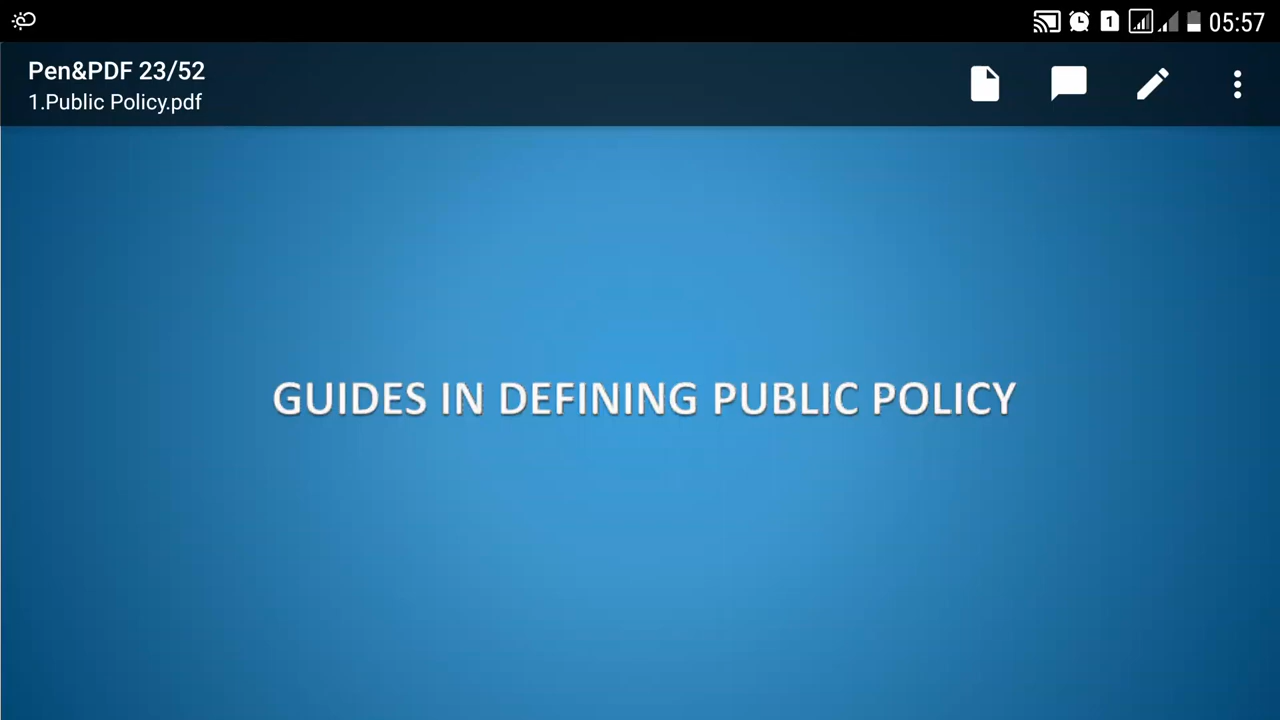 05:57
Pen&PDF 23/52
1.Public Policy.pdf
GUIDES IN DEFINING PUBLIC POLICY